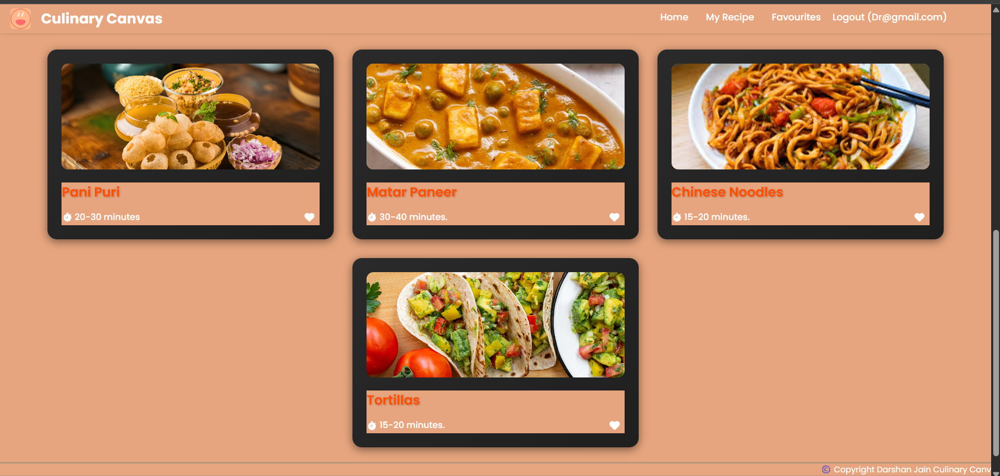 Culinary Canvas
Home My Recipe Favourites Logout (Dr@gmail.com)
Pani Puri
20-30 minutes
Matar Paneer
30-40 minutes.
Chinese Noodles
15-20 minutes.
Tortillas
15-20 minutes.
© Copyright Darshan Jain Culinary Canv